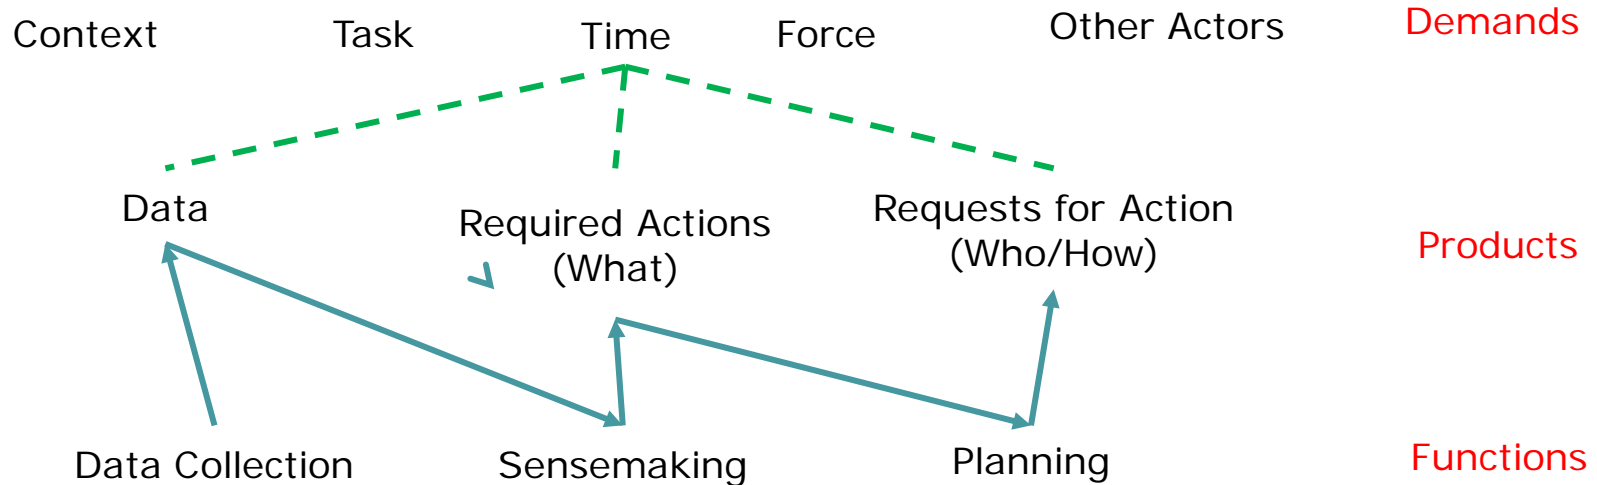 Context Task Time Force Other Actors Demands
Data Required Actions Requests for Action
(What) (Who/How) Products
Data Collection Sensemaking Planning Functions